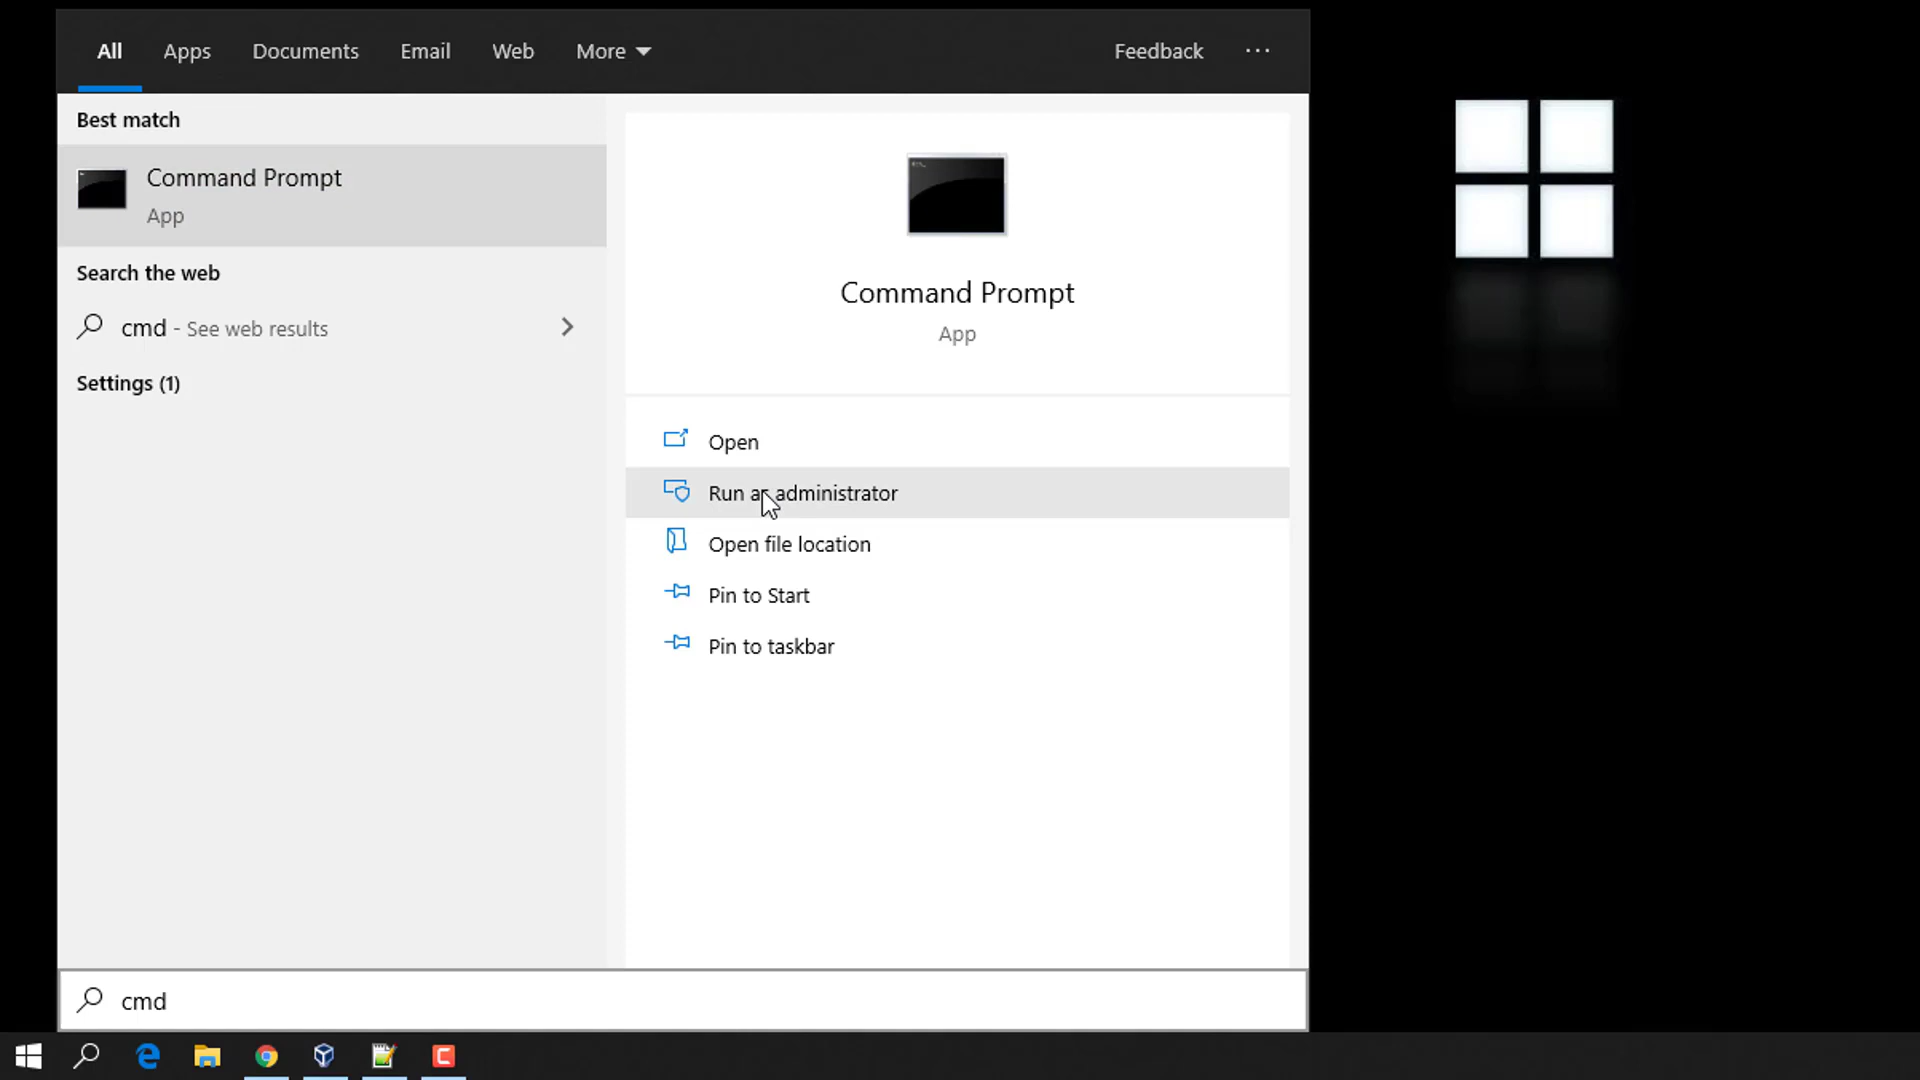 All Apps Documents Email Web More Feedback ...
Best match
Command Prompt
App
Search the web
cmd - See web results
Settings (1)
Command Prompt
App
Open
Run as administrator
Open file location
Pin to Start
Pin to taskbar
cmd